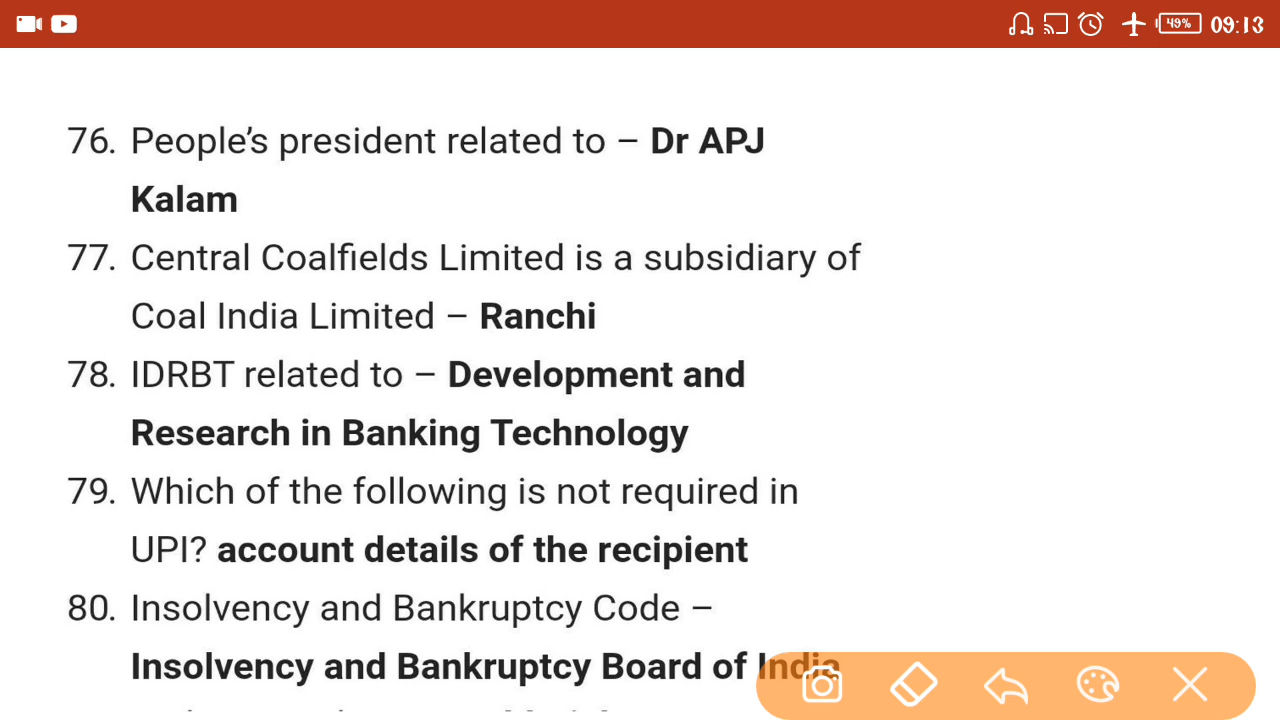 49% 09:13
76. People's president related to – Dr APJ
Kalam
77. Central Coalfields Limited is a subsidiary of
Coal India Limited – Ranchi
78. IDRBT related to – Development and
Research in Banking Technology
79. Which of the following is not required in
UPI? account details of the recipient
80. Insolvency and Bankruptcy Code –
Insolvency and Bankruptcy Board of India